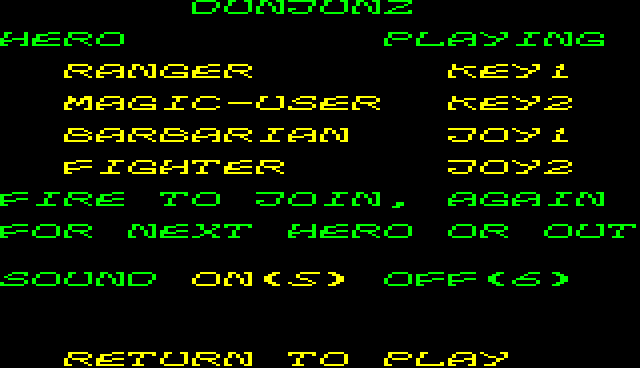 DUNJUNZ
HERO PLAYING
RANGER KEY1
MAGIC-USER KEY2
BARBARIAN JOY1
FIGHTER JOY2
FIRE TO JOIN, AGAIN
FOR NEXT HERO OR OUT
SOUND ON(5) OFF(6)
RETURN TO PLAY